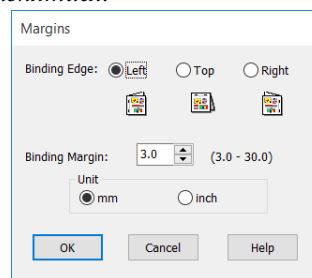 Margins
Binding Edge: Left Top Right
Binding Margin: 3.0 (3.0 - 30.0)
Unit
mm inch
OK Cancel Help